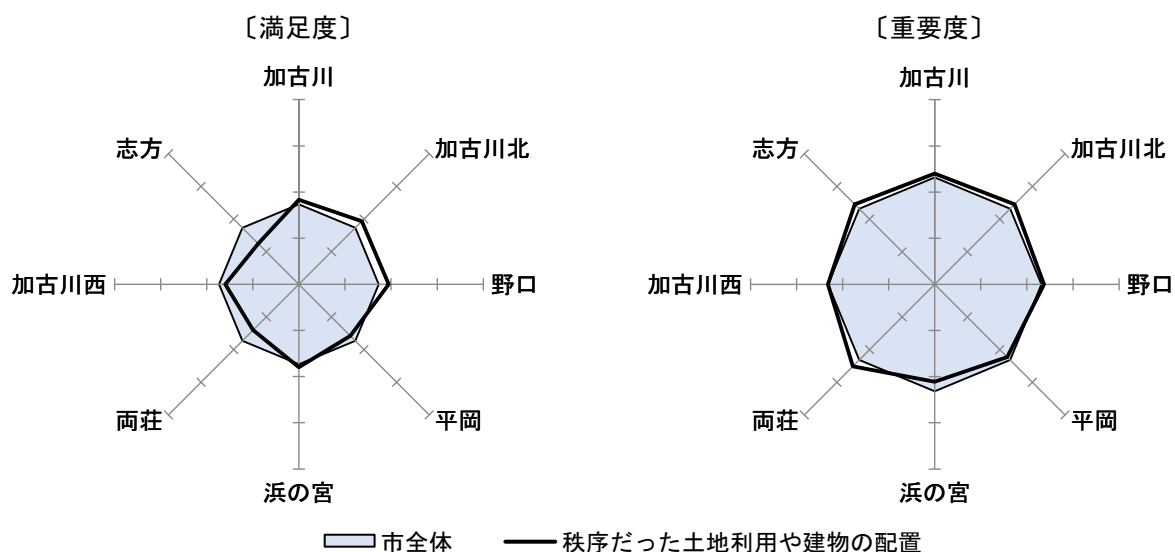 〔満足度〕
加古川
加古川北
野口
平岡
浜の宮
両荘
加古川西
志方
〔重要度〕
加古川
加古川北
野口
平岡
浜の宮
両荘
加古川西
志方
市全体
秩序だった土地利用や建物の配置